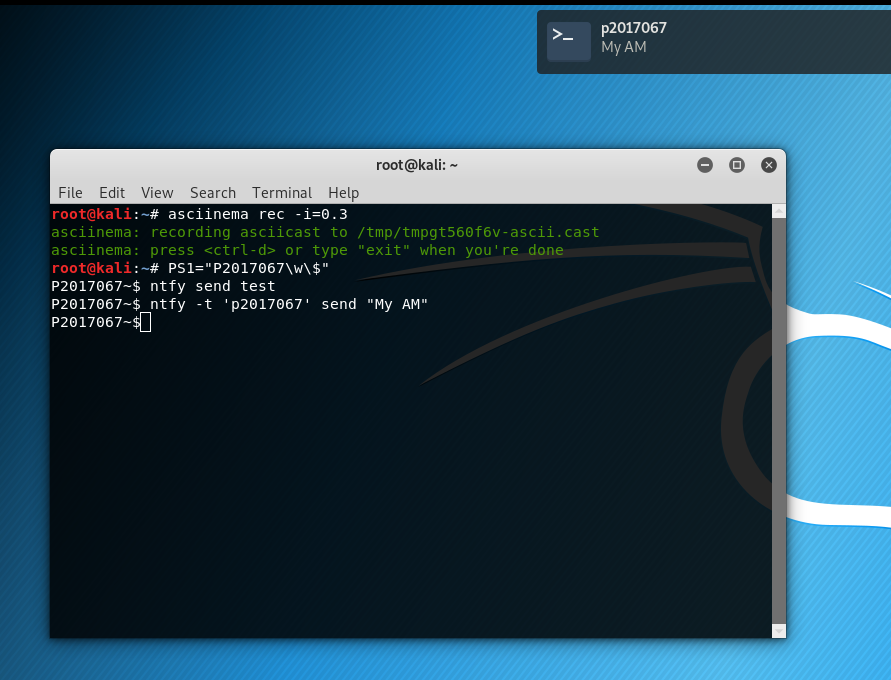 p2017067
My AM
root@kali: ~
File Edit View Search Terminal Help
root@kali:~# asciinema rec -i=0.3
asciinema: recording asciicast to /tmp/tmpgt560f6v-ascii.cast
asciinema: press <ctrl-d> or type "exit" when you're done
root@kali:~# PS1="P2017067\w\$"
P2017067~$ ntfy send test
P2017067~$ ntfy -t 'p2017067' send "My AM"
P2017067~$